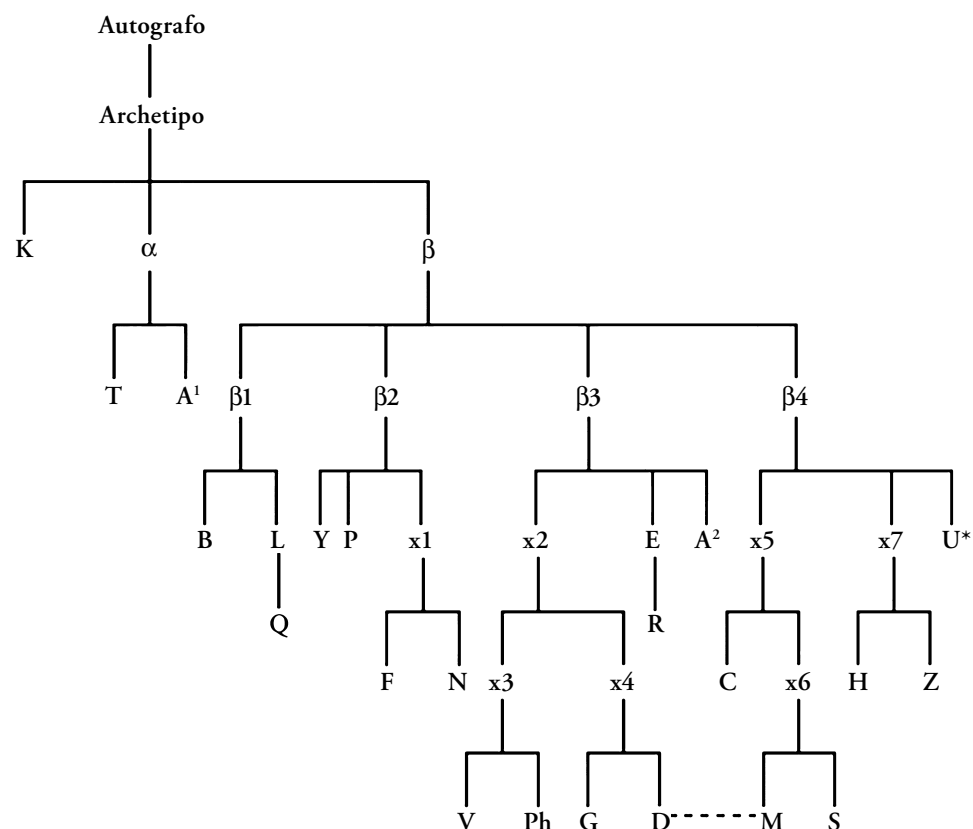 Autografo
Archetipo
K α β
T A¹ β1 β2 β3 β4
B L Y P x1 x2 E A² x5 x7 U*
Q R
F N x3 x4 C x6 H Z
V Ph G D M S